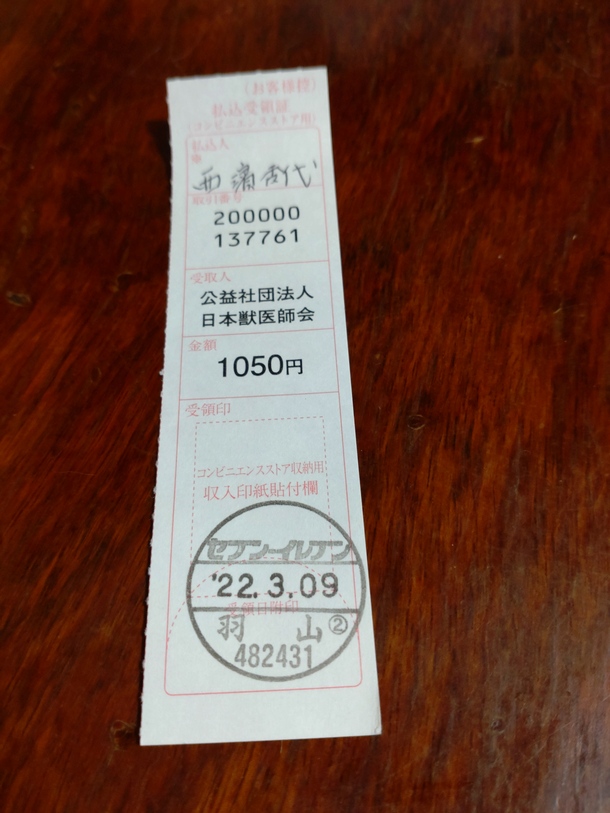 (お客様控)
払込受領証
(コンビニエンスストア用)
払込人
取引番号
200000
137761
受取人
公益社団法人
日本獣医師会
金額
1050円
受領印
コンビニエンスストア収納用
収入印紙貼付欄
セブン-イレブン
'22.3.09
受領日附印
羽山②
482431